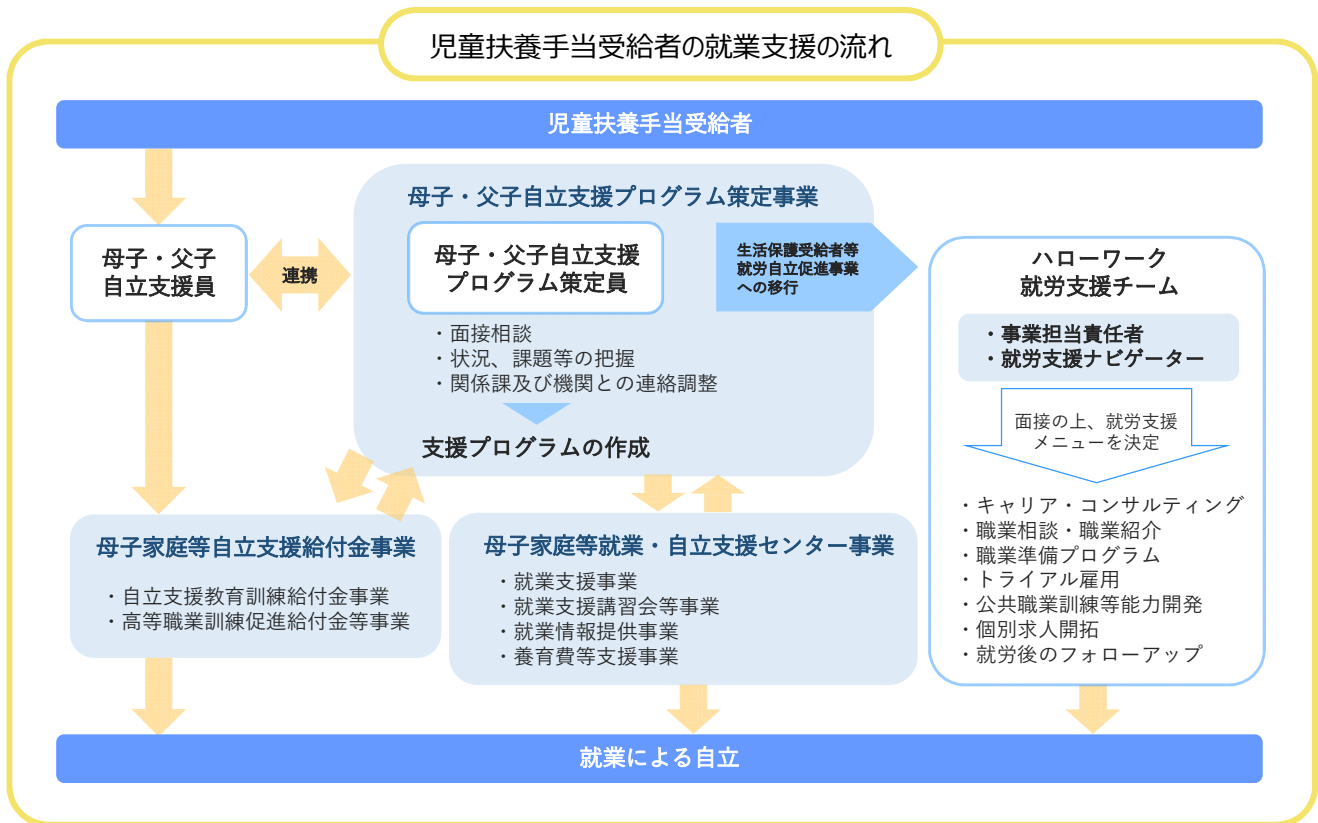 児童扶養手当受給者の就業支援の流れ
児童扶養手当受給者
母子・父子
自立支援員
連携
母子・父子自立支援プログラム策定事業
母子・父子自立支援
プログラム策定員
・面接相談
・状況、課題等の把握
・関係課及び機関との連絡調整
支援プログラムの作成
生活保護受給者等
就労自立促進事業
への移行
ハローワーク
就労支援チーム
・事業担当責任者
・就労支援ナビゲーター
面接の上、就労支援
メニューを決定
・キャリア・コンサルティング
・職業相談・職業紹介
・職業準備プログラム
・トライアル雇用
・公共職業訓練等能力開発
・個別求人開拓
・就労後のフォローアップ
母子家庭等自立支援給付金事業
・自立支援教育訓練給付金事業
・高等職業訓練促進給付金等事業
母子家庭等就業・自立支援センター事業
・就業支援事業
・就業支援講習会等事業
・就業情報提供事業
・養育費等支援事業
就業による自立